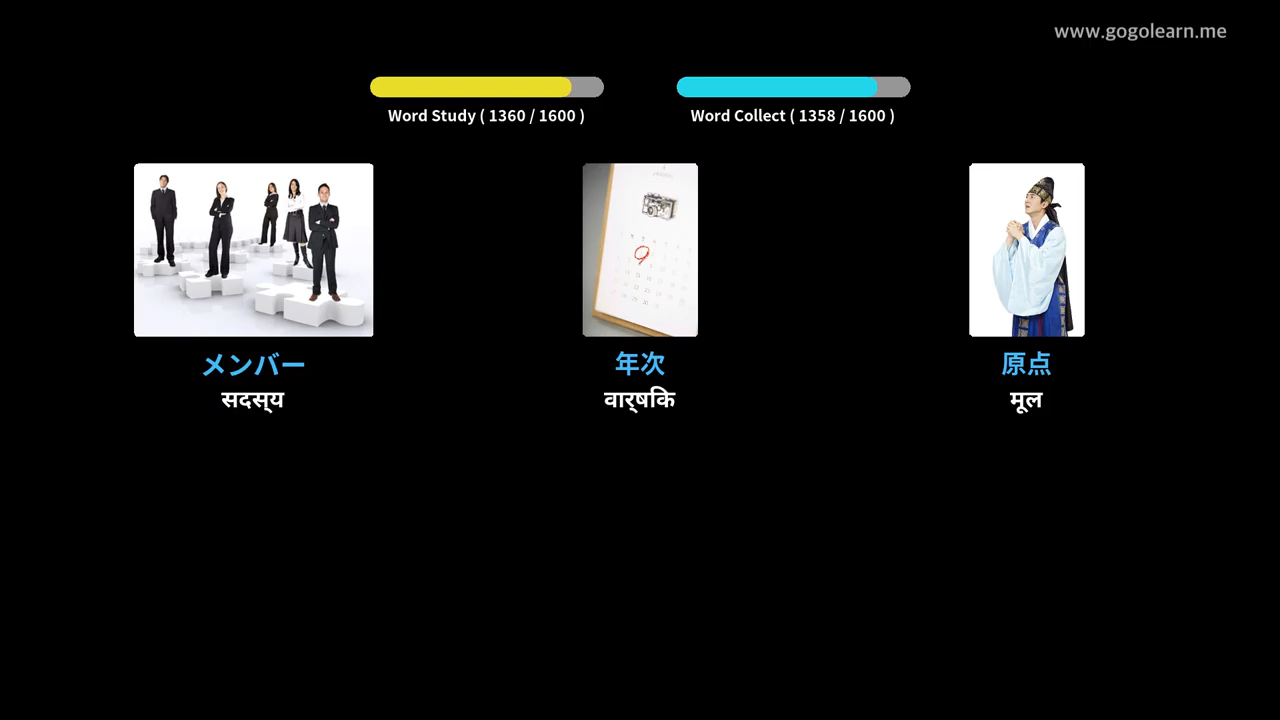 www.gogolearn.me
Word Study ( 1360 / 1600 )
Word Collect ( 1358 / 1600 )
メンバー
年次
原点
सदस्य
वार्षकि
मूल